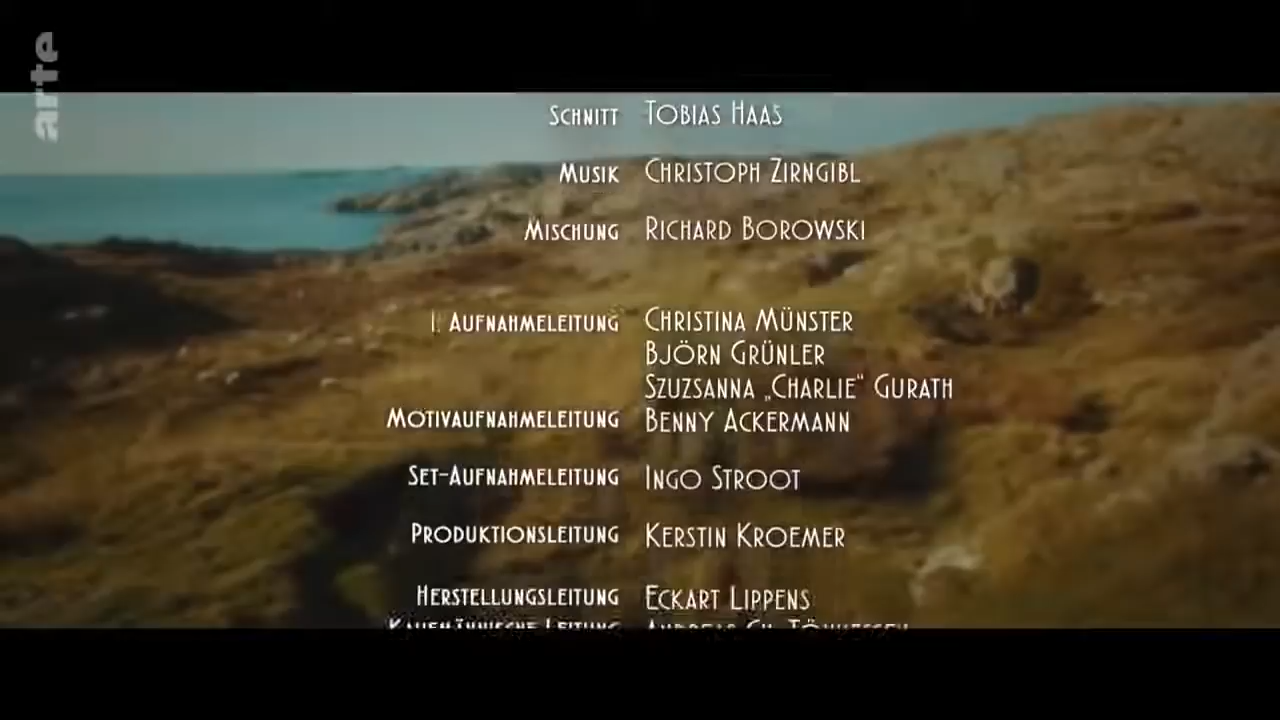 arte
Schnitt Tobias Haas
Musik Christoph Zirngibl
Mischung Richard Borowski
1. Aufnahmeleitung Christina Münster
Björn Grünler
Szuzsanna „Charlie“ Gurath
Motivaufnahmeleitung Benny Ackermann
Set-Aufnahmeleitung Ingo Stroot
Produktionsleitung Kerstin Kroemer
Herstellungsleitung Eckart Lippens